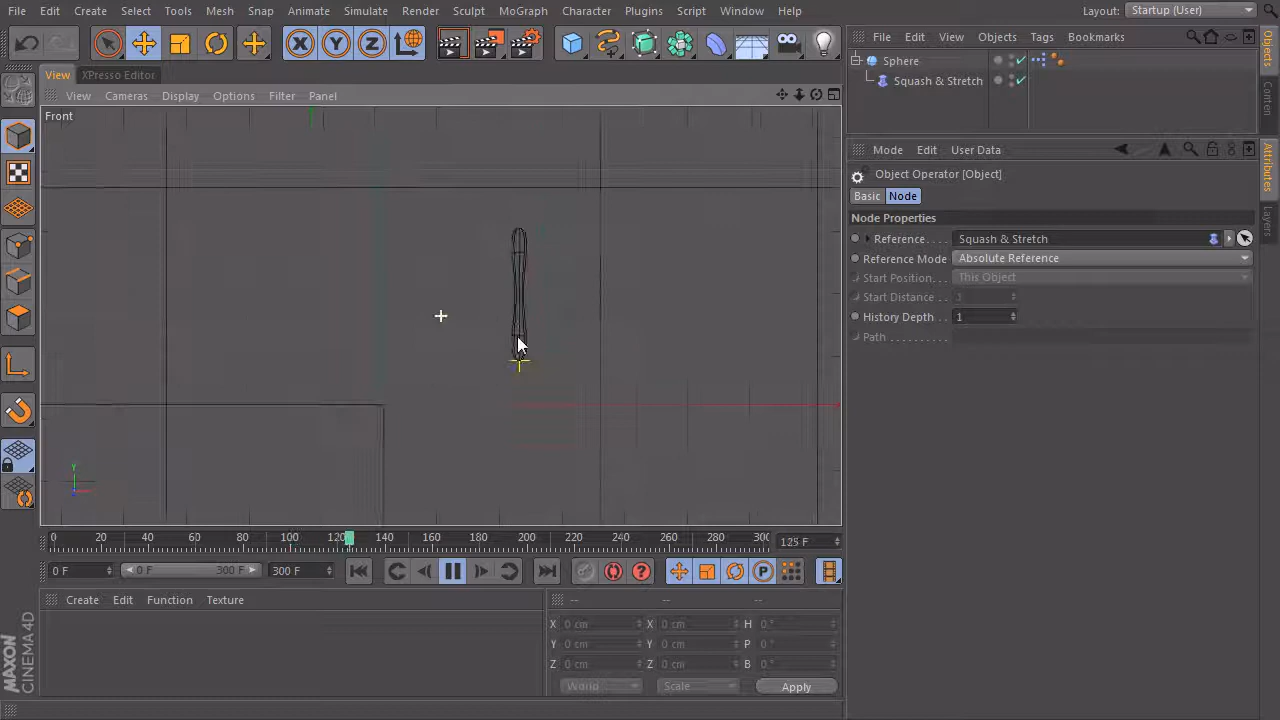 File Edit Create Select Tools Mesh Snap Animate Simulate Render Sculpt MoGraph Character Plugins Script Window Help Layout: Startup (User)
File Edit View Objects Tags Bookmarks
View XPresso Editor
Sphere
Squash & Stretch
View Cameras Display Options Filter Panel
Front
Mode Edit User Data
Object Operator [Object]
Basic Node
Node Properties
Reference.... Squash & Stretch
Reference Mode Absolute Reference
Start Position. This Object
Start Distance.
History Depth.. 1
Path ..........
Objects
Attributes
Layers
0 20 40 60 80 100 120 140 160 180 200 220 240 260 280 300 125 F
0 F 0 F 300 F 300 F
Create Edit Function Texture
-- -- --
X 0 cm X 0 cm H 0 °
Y 0 cm Y 0 cm P 0 °
Z 0 cm Z 0 cm B 0 °
World Scale Apply
MAXON
CINEMA 4D
Y